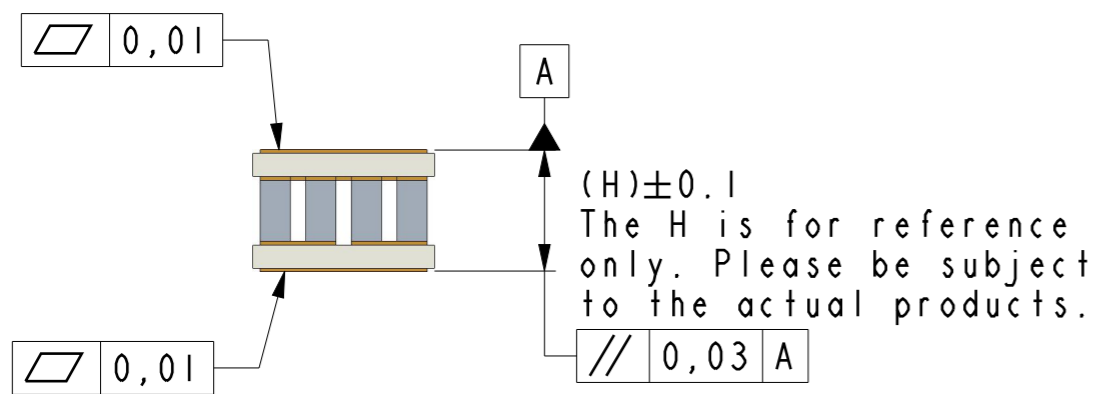 0,01
A
(H)±0.1
The H is for reference
only. Please be subject
to the actual products.
// 0,03 A
0,01